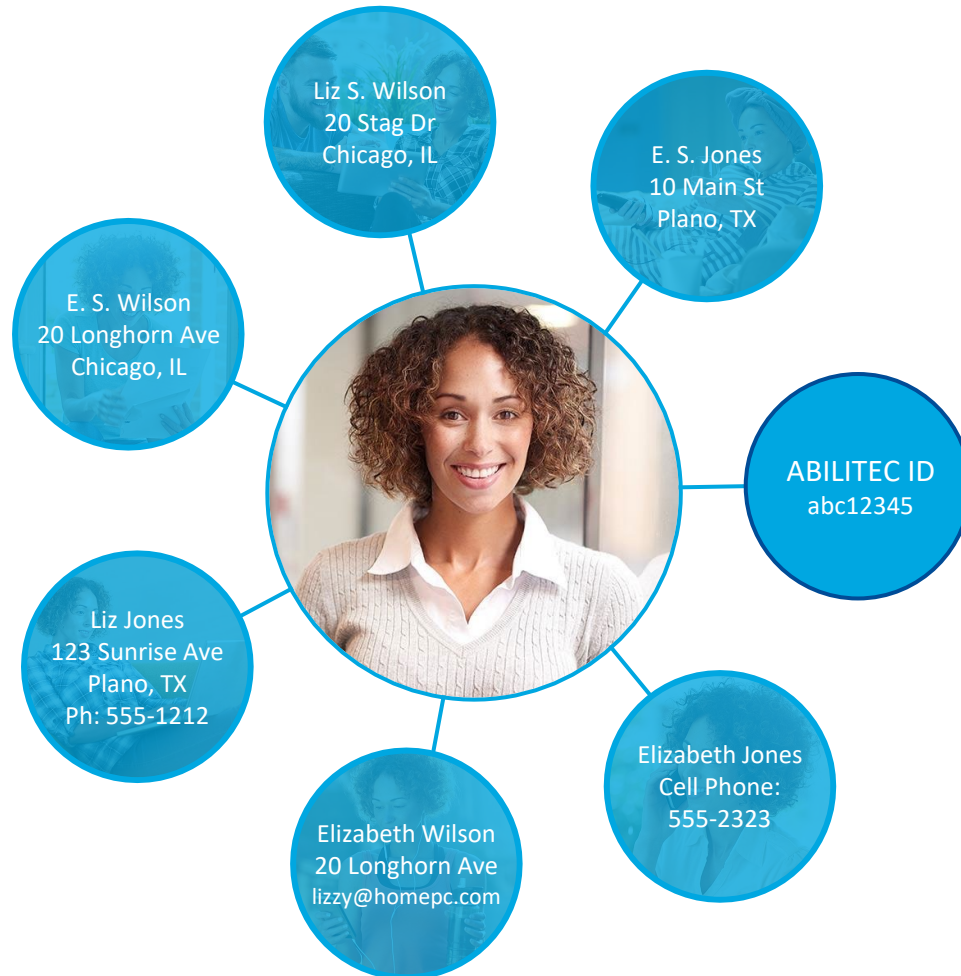 Liz S. Wilson
20 Stag Dr
Chicago, IL
E. S. Jones
10 Main St
Plano, TX
E. S. Wilson
20 Longhorn Ave
Chicago, IL
ABILITEC ID
abc12345
Liz Jones
123 Sunrise Ave
Plano, TX
Ph: 555-1212
Elizabeth Jones
Cell Phone:
555-2323
Elizabeth Wilson
20 Longhorn Ave
lizzy@homepc.com